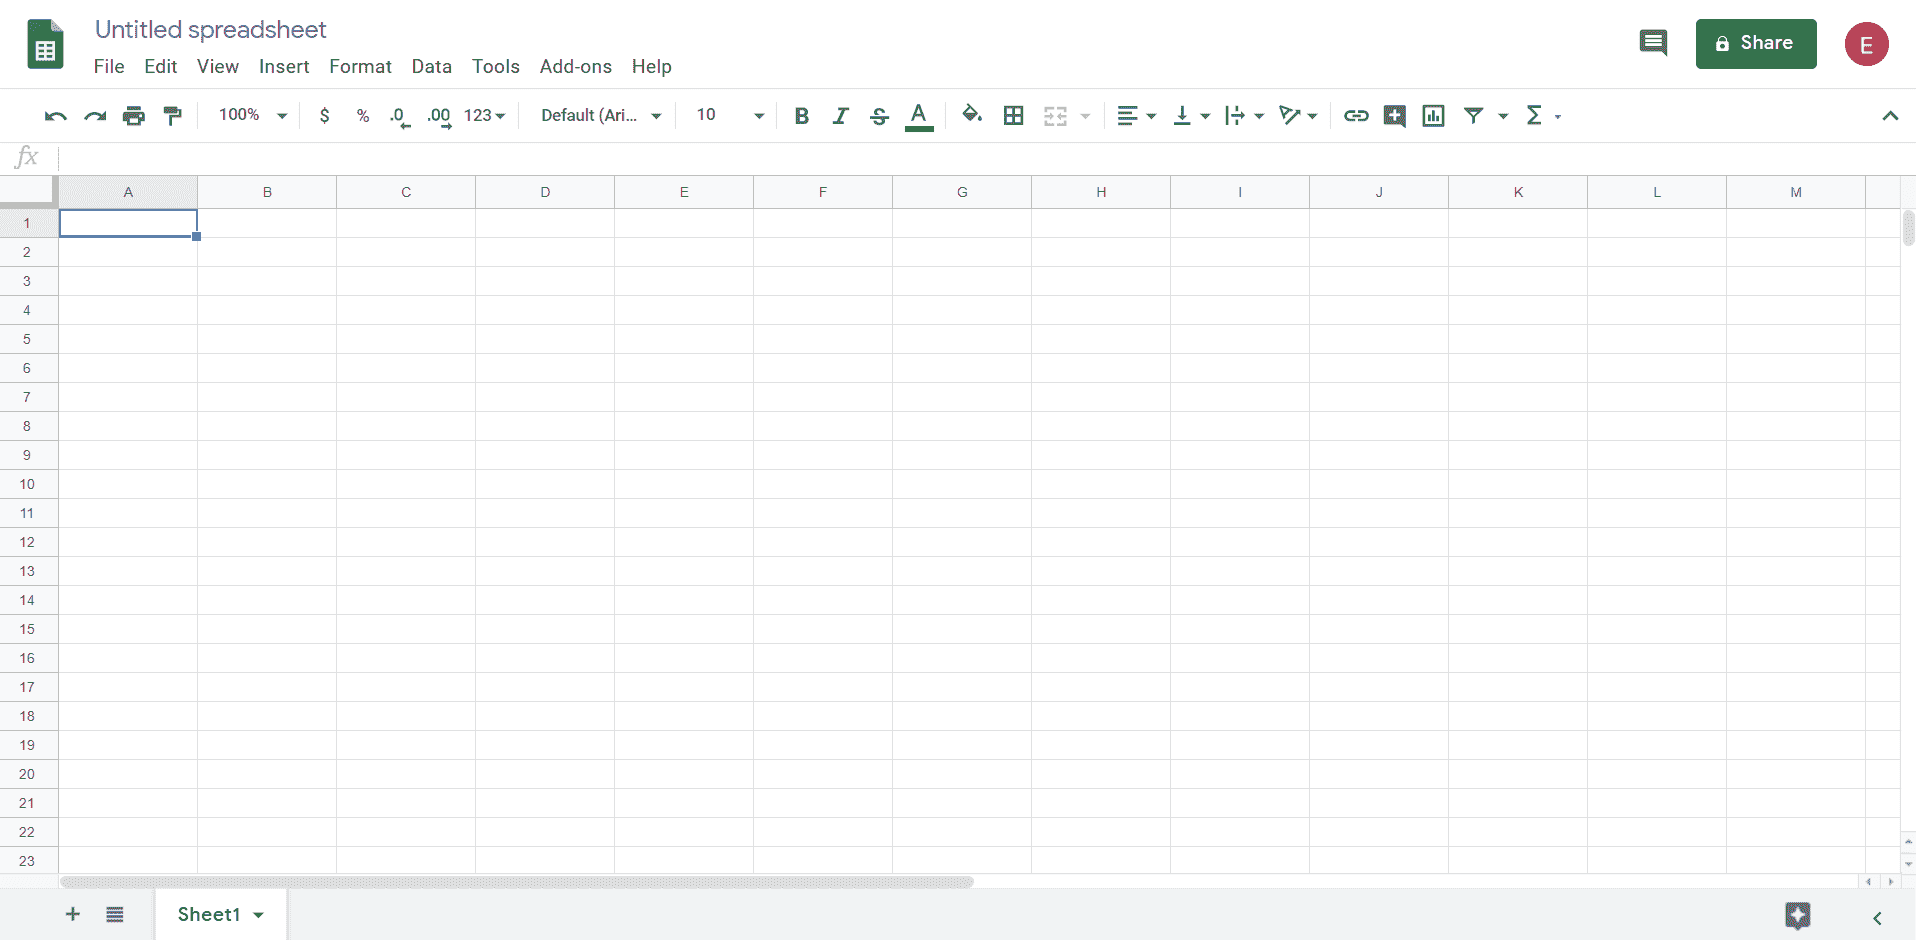 Untitled spreadsheet
File Edit View Insert Format Data Tools Add-ons Help
Share
E
100% $ % .0 .00 123 Default (Ari... 10 B I S A Σ
fx
A B C D E F G H I J K L M
1
2
3
4
5
6
7
8
9
10
11
12
13
14
15
16
17
18
19
20
21
22
23
+ Sheet1